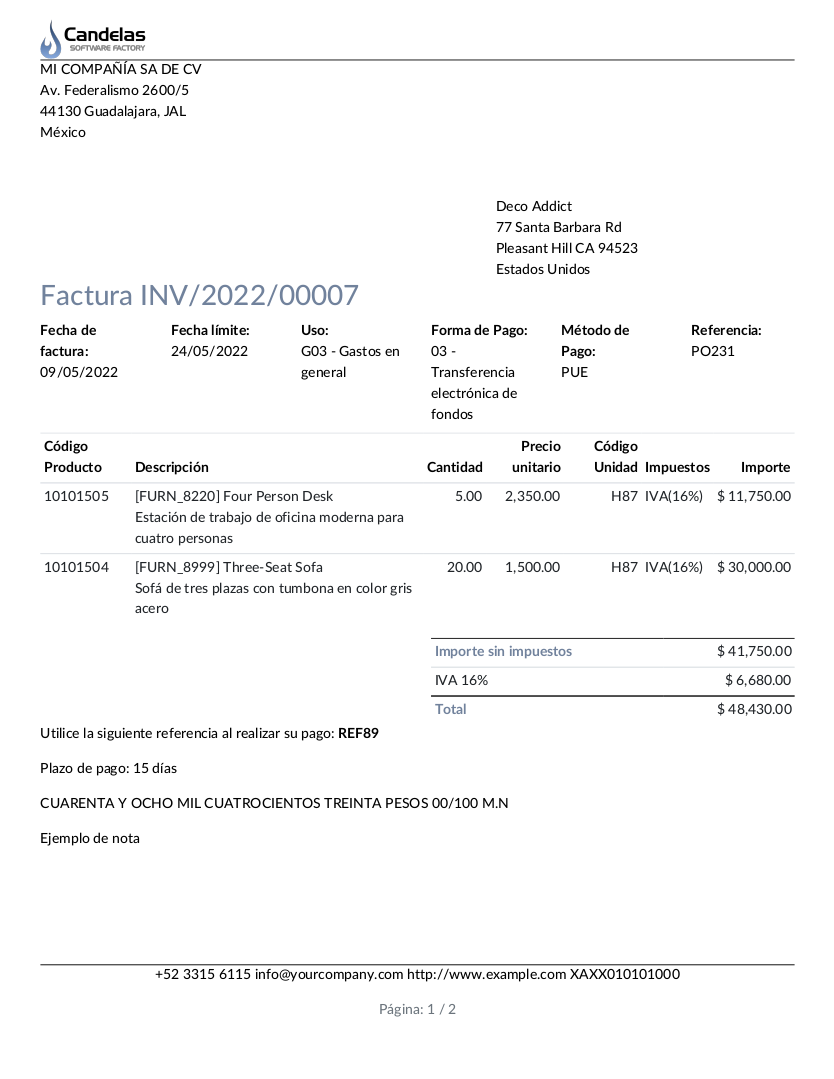 Candelas
SOFTWARE FACTORY
MI COMPAÑÍA SA DE CV
Av. Federalismo 2600/5
44130 Guadalajara, JAL
México
Deco Addict
77 Santa Barbara Rd
Pleasant Hill CA 94523
Estados Unidos
Factura INV/2022/00007
Fecha de factura:
09/05/2022
Fecha límite:
24/05/2022
Uso:
G03 - Gastos en
general
Forma de Pago:
03 -
Transferencia
electrónica de
fondos
Método de
Pago:
PUE
Referencia:
PO231
Código Producto Descripción Cantidad Precio unitario Código Unidad Impuestos Importe
10101505 [FURN_8220] Four Person Desk 5.00 2,350.00 H87 IVA(16%) $ 11,750.00
Estación de trabajo de oficina moderna para
cuatro personas
10101504 [FURN_8999] Three-Seat Sofa 20.00 1,500.00 H87 IVA(16%) $ 30,000.00
Sofá de tres plazas con tumbona en color gris
acero
Importe sin impuestos $ 41,750.00
IVA 16% $ 6,680.00
Total $ 48,430.00
Utilice la siguiente referencia al realizar su pago: REF89
Plazo de pago: 15 días
CUARENTA Y OCHO MIL CUATROCIENTOS TREINTA PESOS 00/100 M.N
Ejemplo de nota
+52 3315 6115 info@yourcompany.com http://www.example.com XAXX010101000
Página: 1 / 2